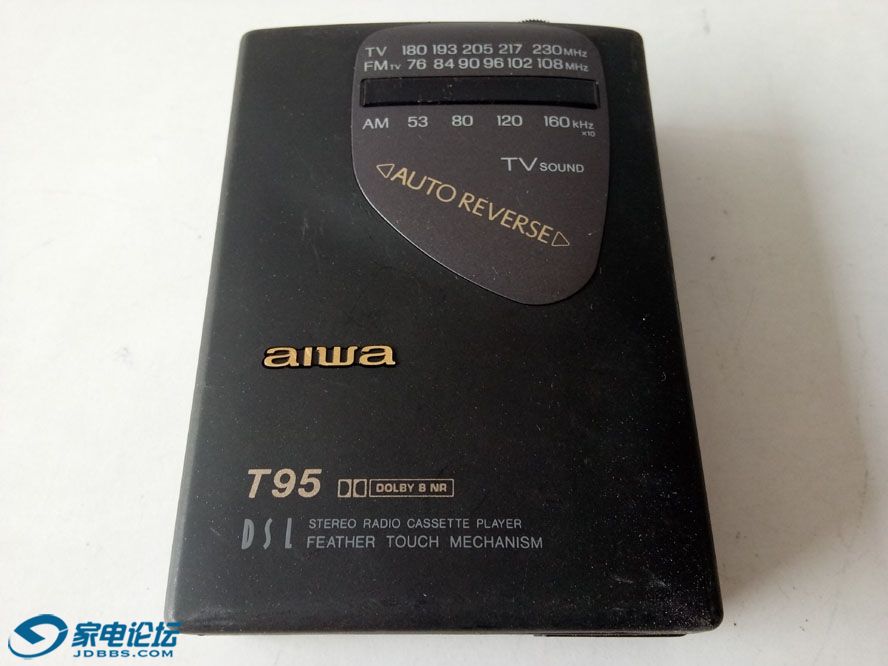 TV 180 193 205 217 230 MHz
FM TV 76 84 90 96 102 108 MHz
AM 53 80 120 160 kHz
x10
TV SOUND
◁AUTO REVERSE▷
aiwa
T95 DOLBY B NR
DSL STEREO RADIO CASSETTE PLAYER
FEATHER TOUCH MECHANISM
家电论坛
JDBBS.COM